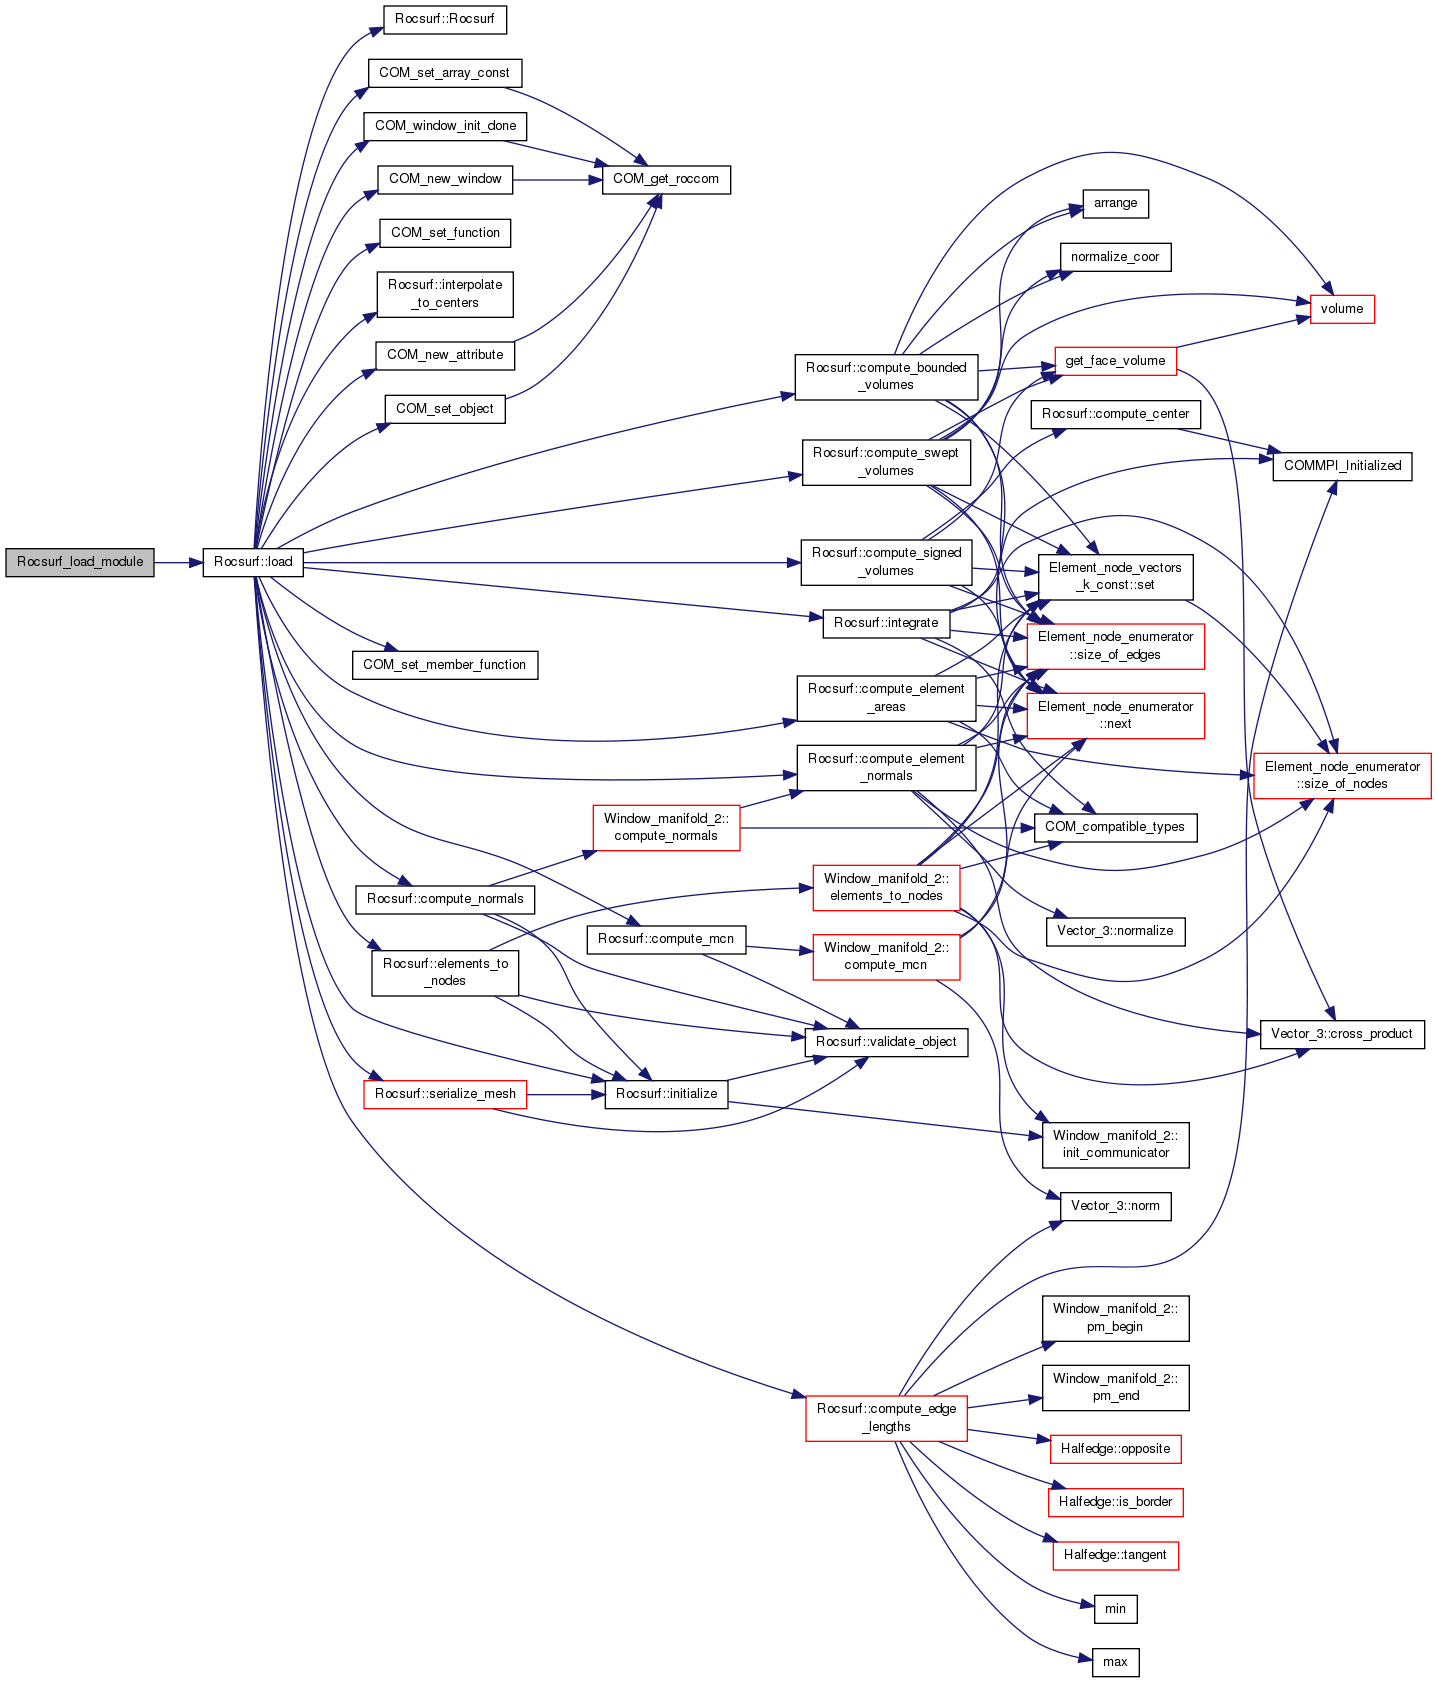 Rocsurf_load_module
Rocsurf::load
Rocsurf::Rocsurf
COM_set_array_const
COM_window_init_done
COM_new_window
COM_set_function
Rocsurf::interpolate
_to_centers
COM_new_attribute
COM_set_object
COM_get_roccom
Rocsurf::compute_bounded
_volumes
Rocsurf::compute_swept
_volumes
Rocsurf::compute_signed
_volumes
Rocsurf::integrate
COM_set_member_function
Rocsurf::compute_element
_areas
Rocsurf::compute_element
_normals
Window_manifold_2::
compute_normals
Rocsurf::compute_normals
Rocsurf::compute_mcn
Rocsurf::elements_to
_nodes
Window_manifold_2::
elements_to_nodes
Window_manifold_2::
compute_mcn
Rocsurf::validate_object
Rocsurf::serialize_mesh
Rocsurf::initialize
Rocsurf::compute_edge
_lengths
arrange
normalize_coor
volume
get_face_volume
Rocsurf::compute_center
COMMPI_Initialized
Element_node_vectors
_k_const::set
Element_node_enumerator
::size_of_edges
Element_node_enumerator
::next
Element_node_enumerator
::size_of_nodes
COM_compatible_types
Vector_3::normalize
Vector_3::cross_product
Window_manifold_2::
init_communicator
Vector_3::norm
Window_manifold_2::
pm_begin
Window_manifold_2::
pm_end
Halfedge::opposite
Halfedge::is_border
Halfedge::tangent
min
max